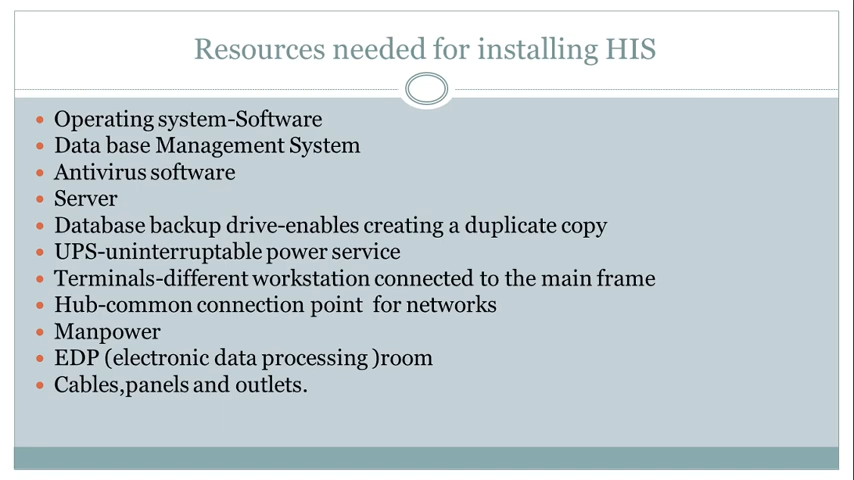 Resources needed for installing HIS
• Operating system-Software
• Data base Management System
• Antivirus software
• Server
• Database backup drive-enables creating a duplicate copy
• UPS-uninterruptable power service
• Terminals-different workstation connected to the main frame
• Hub-common connection point for networks
• Manpower
• EDP (electronic data processing )room
• Cables,panels and outlets.